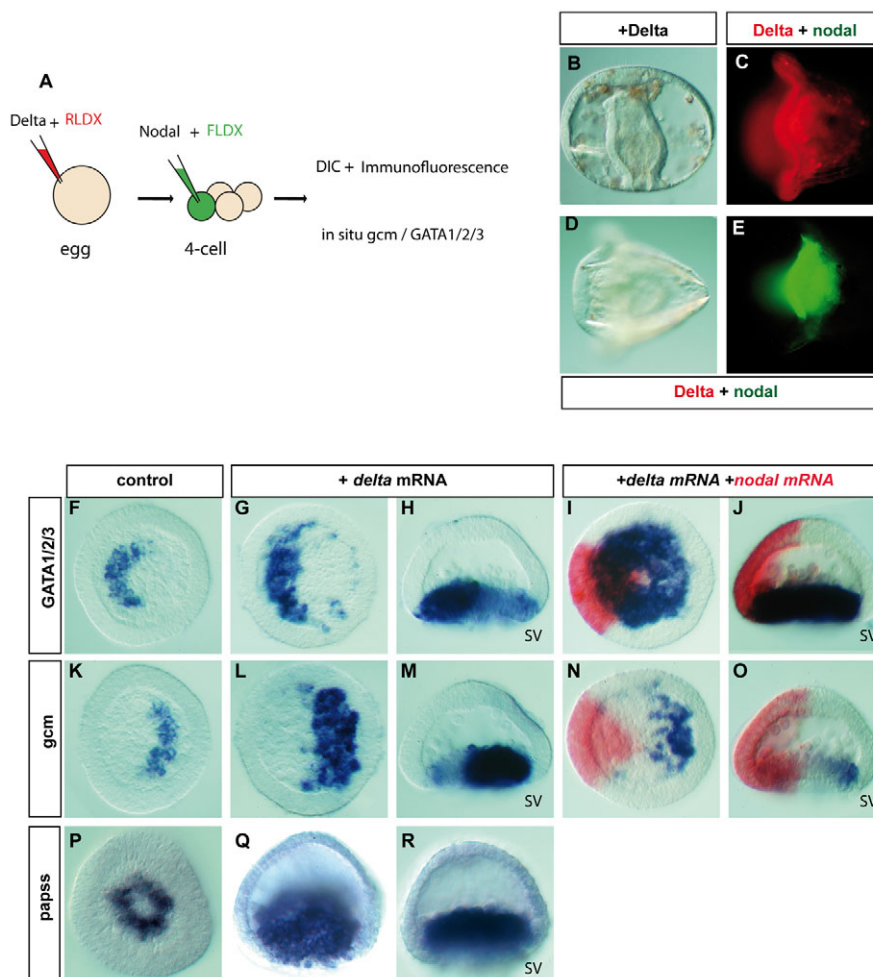 +Delta
Delta + nodal
A
B
C
Delta + RLDX
Nodal + FLDX
DIC + Immunofluorescence
in situ gcm / GATA1/2/3
egg
4-cell
D
E
Delta + nodal
control
+ delta mRNA
+delta mRNA +nodal mRNA
GATA1/2/3
F
G
H
SV
I
J
SV
gcm
K
L
M
SV
N
O
SV
papss
P
Q
R
SV